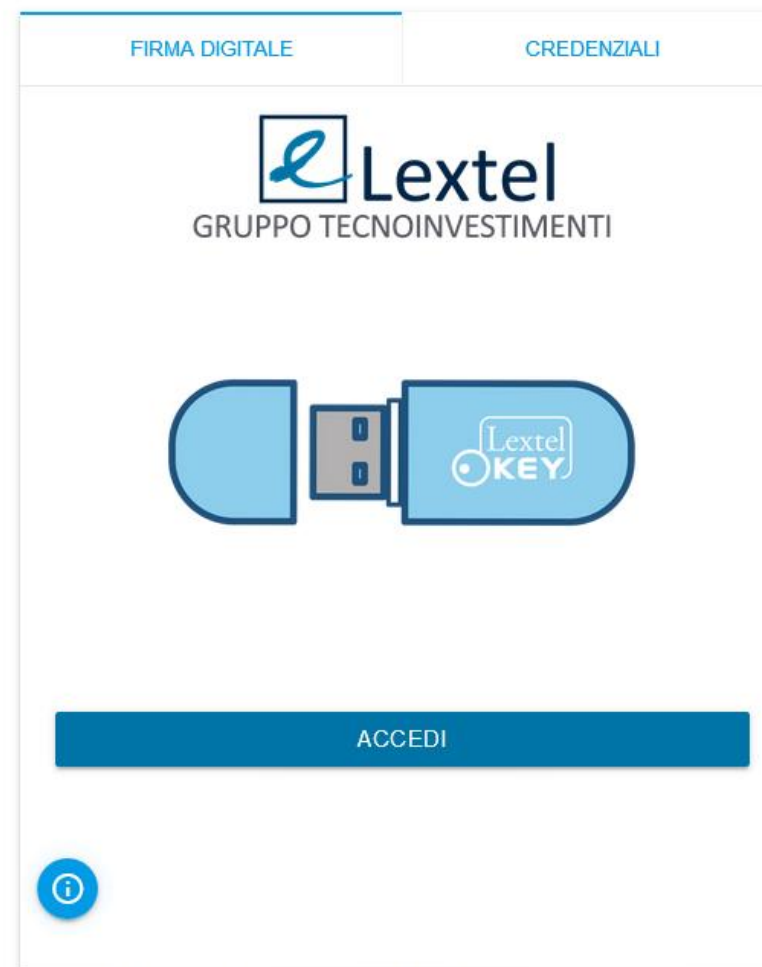 FIRMA DIGITALE
CREDENZIALI
Lextel
GRUPPO TECNOINVESTIMENTI
Lextel
KEY
ACCEDI